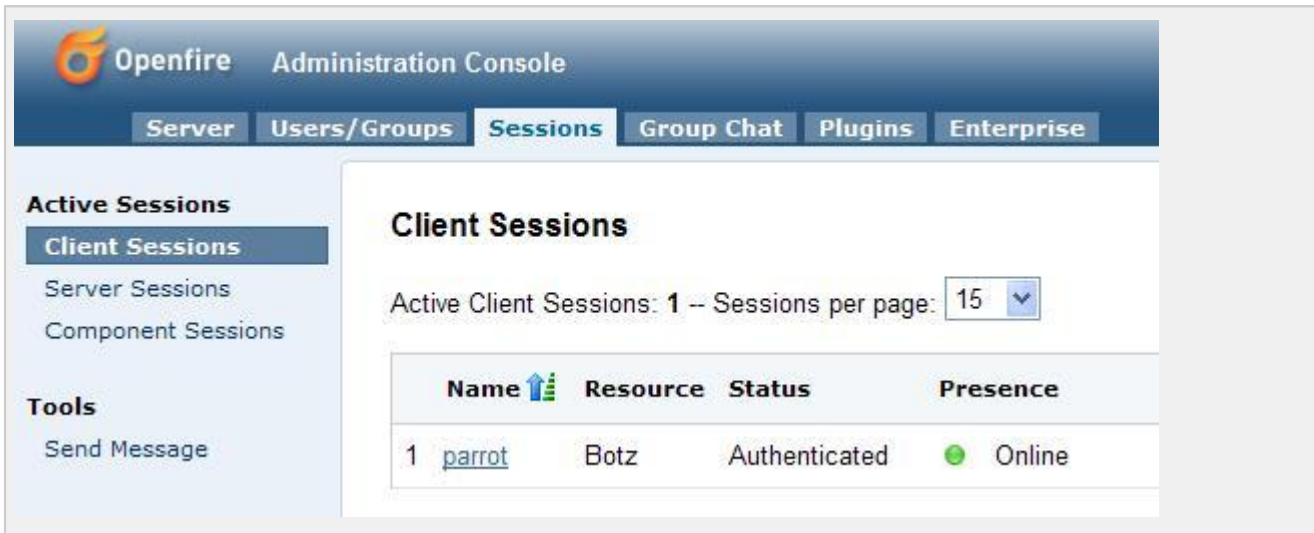 Openfire Administration Console
Server Users/Groups Sessions Group Chat Plugins Enterprise
Active Sessions
Client Sessions
Server Sessions
Component Sessions
Tools
Send Message
Client Sessions
Active Client Sessions: 1 -- Sessions per page: 15
Name Resource Status Presence
1 parrot Botz Authenticated Online